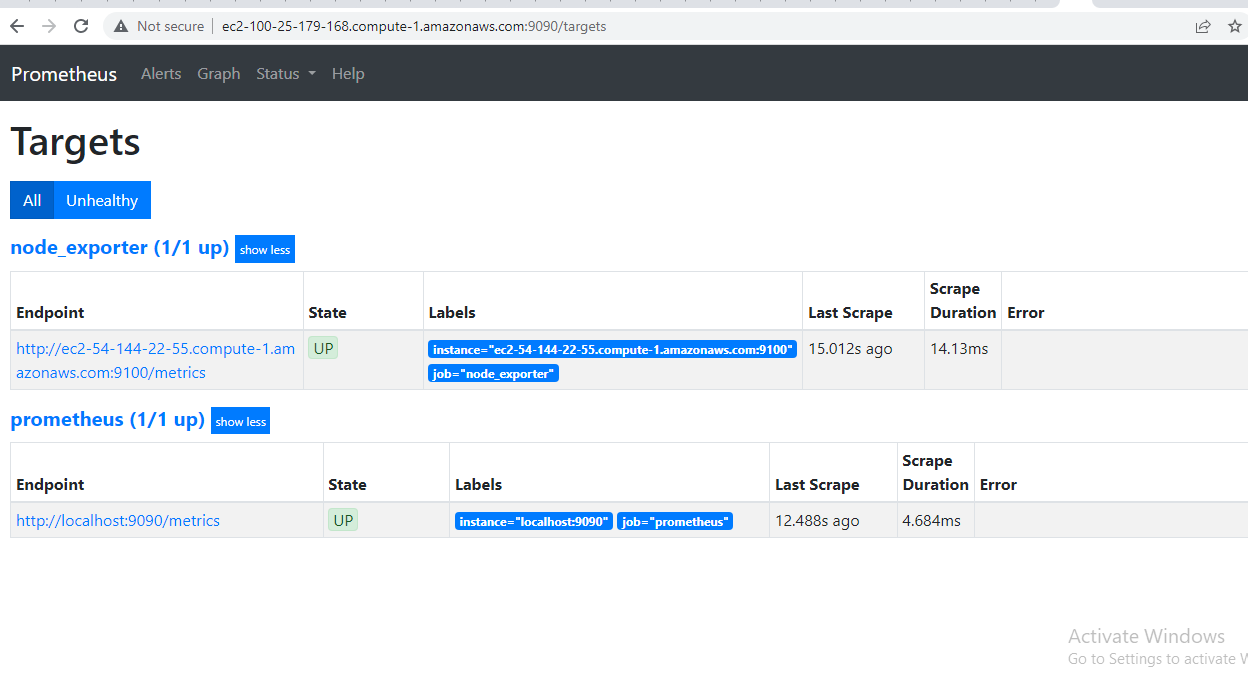 Not secure | ec2-100-25-179-168.compute-1.amazonaws.com:9090/targets
Prometheus Alerts Graph Status Help
Targets
All Unhealthy
node_exporter (1/1 up) show less
Endpoint State Labels Last Scrape Scrape Duration Error
http://ec2-54-144-22-55.compute-1.am
azonaws.com:9100/metrics
UP
instance="ec2-54-144-22-55.compute-1.amazonaws.com:9100"
job="node_exporter"
15.012s ago
14.13ms
prometheus (1/1 up) show less
Endpoint State Labels Last Scrape Scrape Duration Error
http://localhost:9090/metrics UP instance="localhost:9090" job="prometheus" 12.488s ago 4.684ms
Activate Windows
Go to Settings to activate W